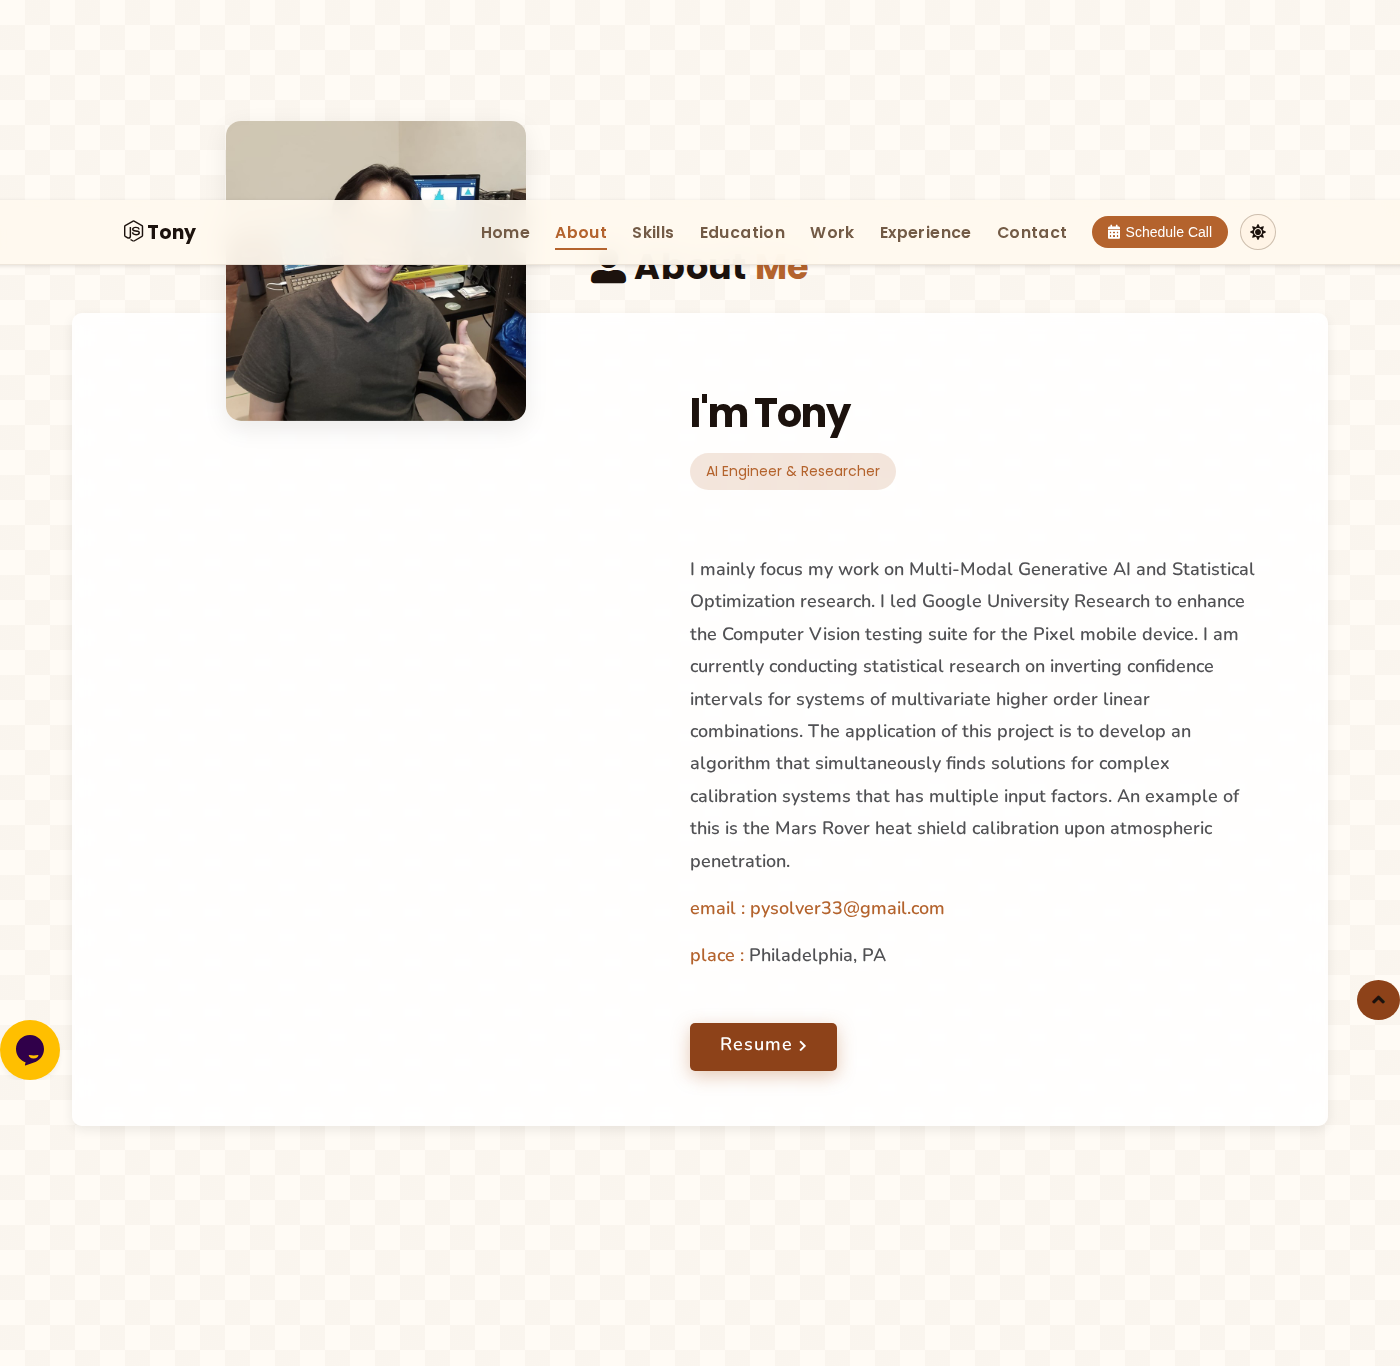 Tony
Home About Skills Education Work Experience Contact Schedule Call
About Me
I'm Tony
AI Engineer & Researcher
I mainly focus my work on Multi-Modal Generative AI and Statistical
Optimization research. I led Google University Research to enhance
the Computer Vision testing suite for the Pixel mobile device. I am
currently conducting statistical research on inverting confidence
intervals for systems of multivariate higher order linear
combinations. The application of this project is to develop an
algorithm that simultaneously finds solutions for complex
calibration systems that has multiple input factors. An example of
this is the Mars Rover heat shield calibration upon atmospheric
penetration.
email : pysolver33@gmail.com
place : Philadelphia, PA
Resume